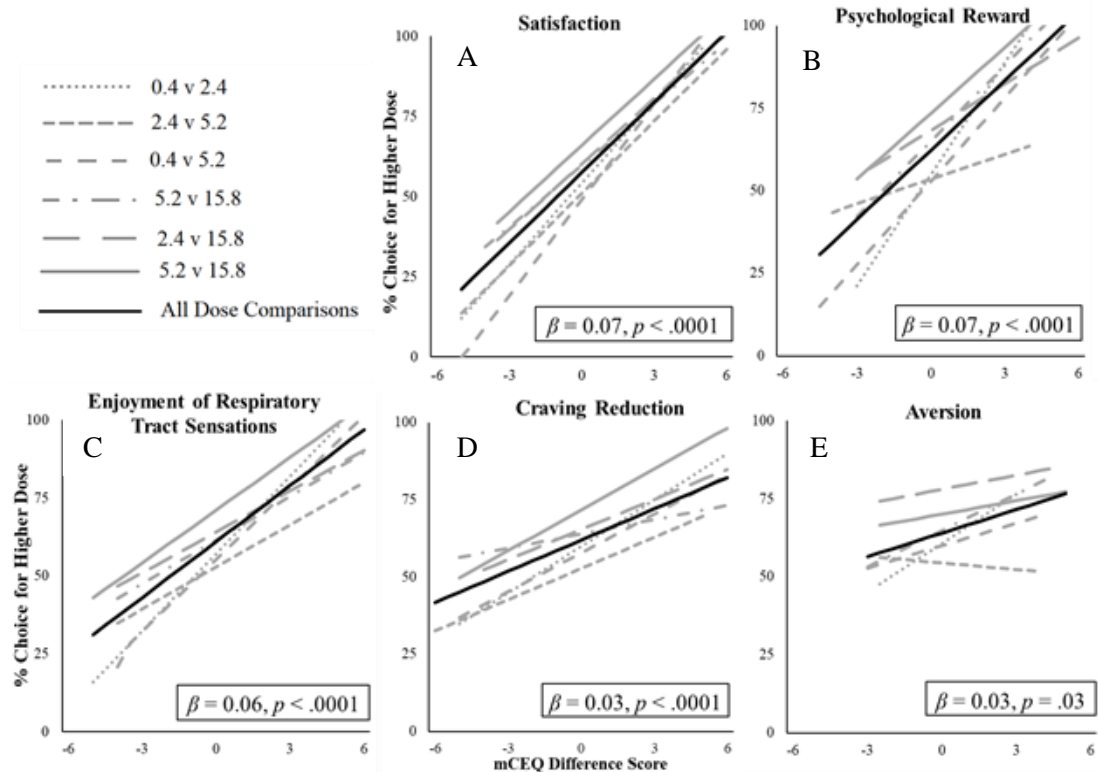 0.4 v 2.4
2.4 v 5.2
0.4 v 5.2
5.2 v 15.8
2.4 v 15.8
5.2 v 15.8
All Dose Comparisons
Satisfaction
A
% Choice for Higher Dose
100
75
50
25
0
-6 -3 0 3 6
β = 0.07, p < .0001
Psychological Reward
B
100
75
50
25
0
-6 -3 0 3 6
β = 0.07, p < .0001
Enjoyment of Respiratory
Tract Sensations
C
% Choice for Higher Dose
100
75
50
25
0
-6 -3 0 3 6
β = 0.06, p < .0001
Craving Reduction
D
100
75
50
25
0
-6 -3 0 3 6
mCEQ Difference Score
β = 0.03, p < .0001
Aversion
E
100
75
50
25
0
-6 -3 0 3 6
β = 0.03, p = .03